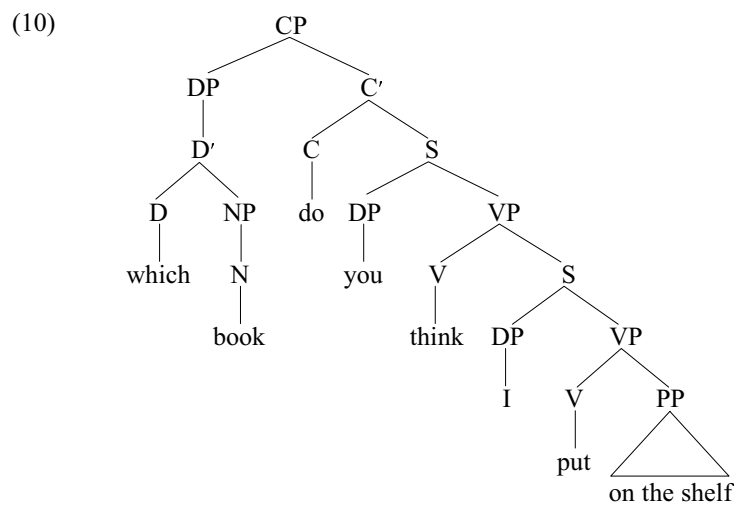 (10) CP
DP C′
D′ C S
D NP do DP VP
which N you V S
book think DP VP
I V PP
put
on the shelf